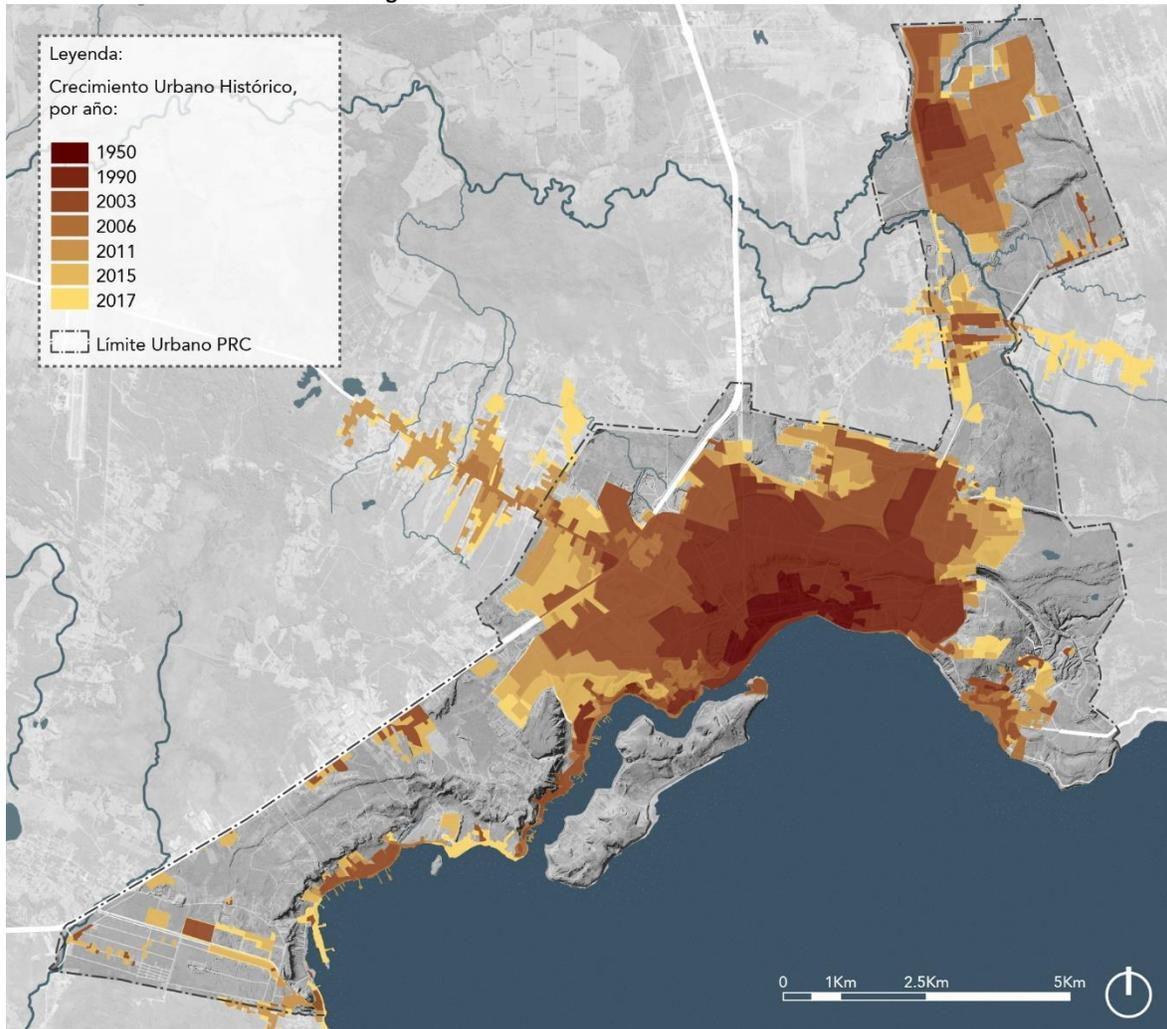 Leyenda:
Crecimiento Urbano Histórico,
por año:
1950
1990
2003
2006
2011
2015
2017
Límite Urbano PRC
0 1Km 2.5Km 5Km